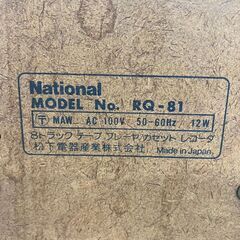 National
MODEL No. RQ-81
〒 MAW. AC 100V 50-60Hz 12W
8トラック テープ プレーヤ カセット レコーダ
松下電器産業株式会社
Made in Japan.